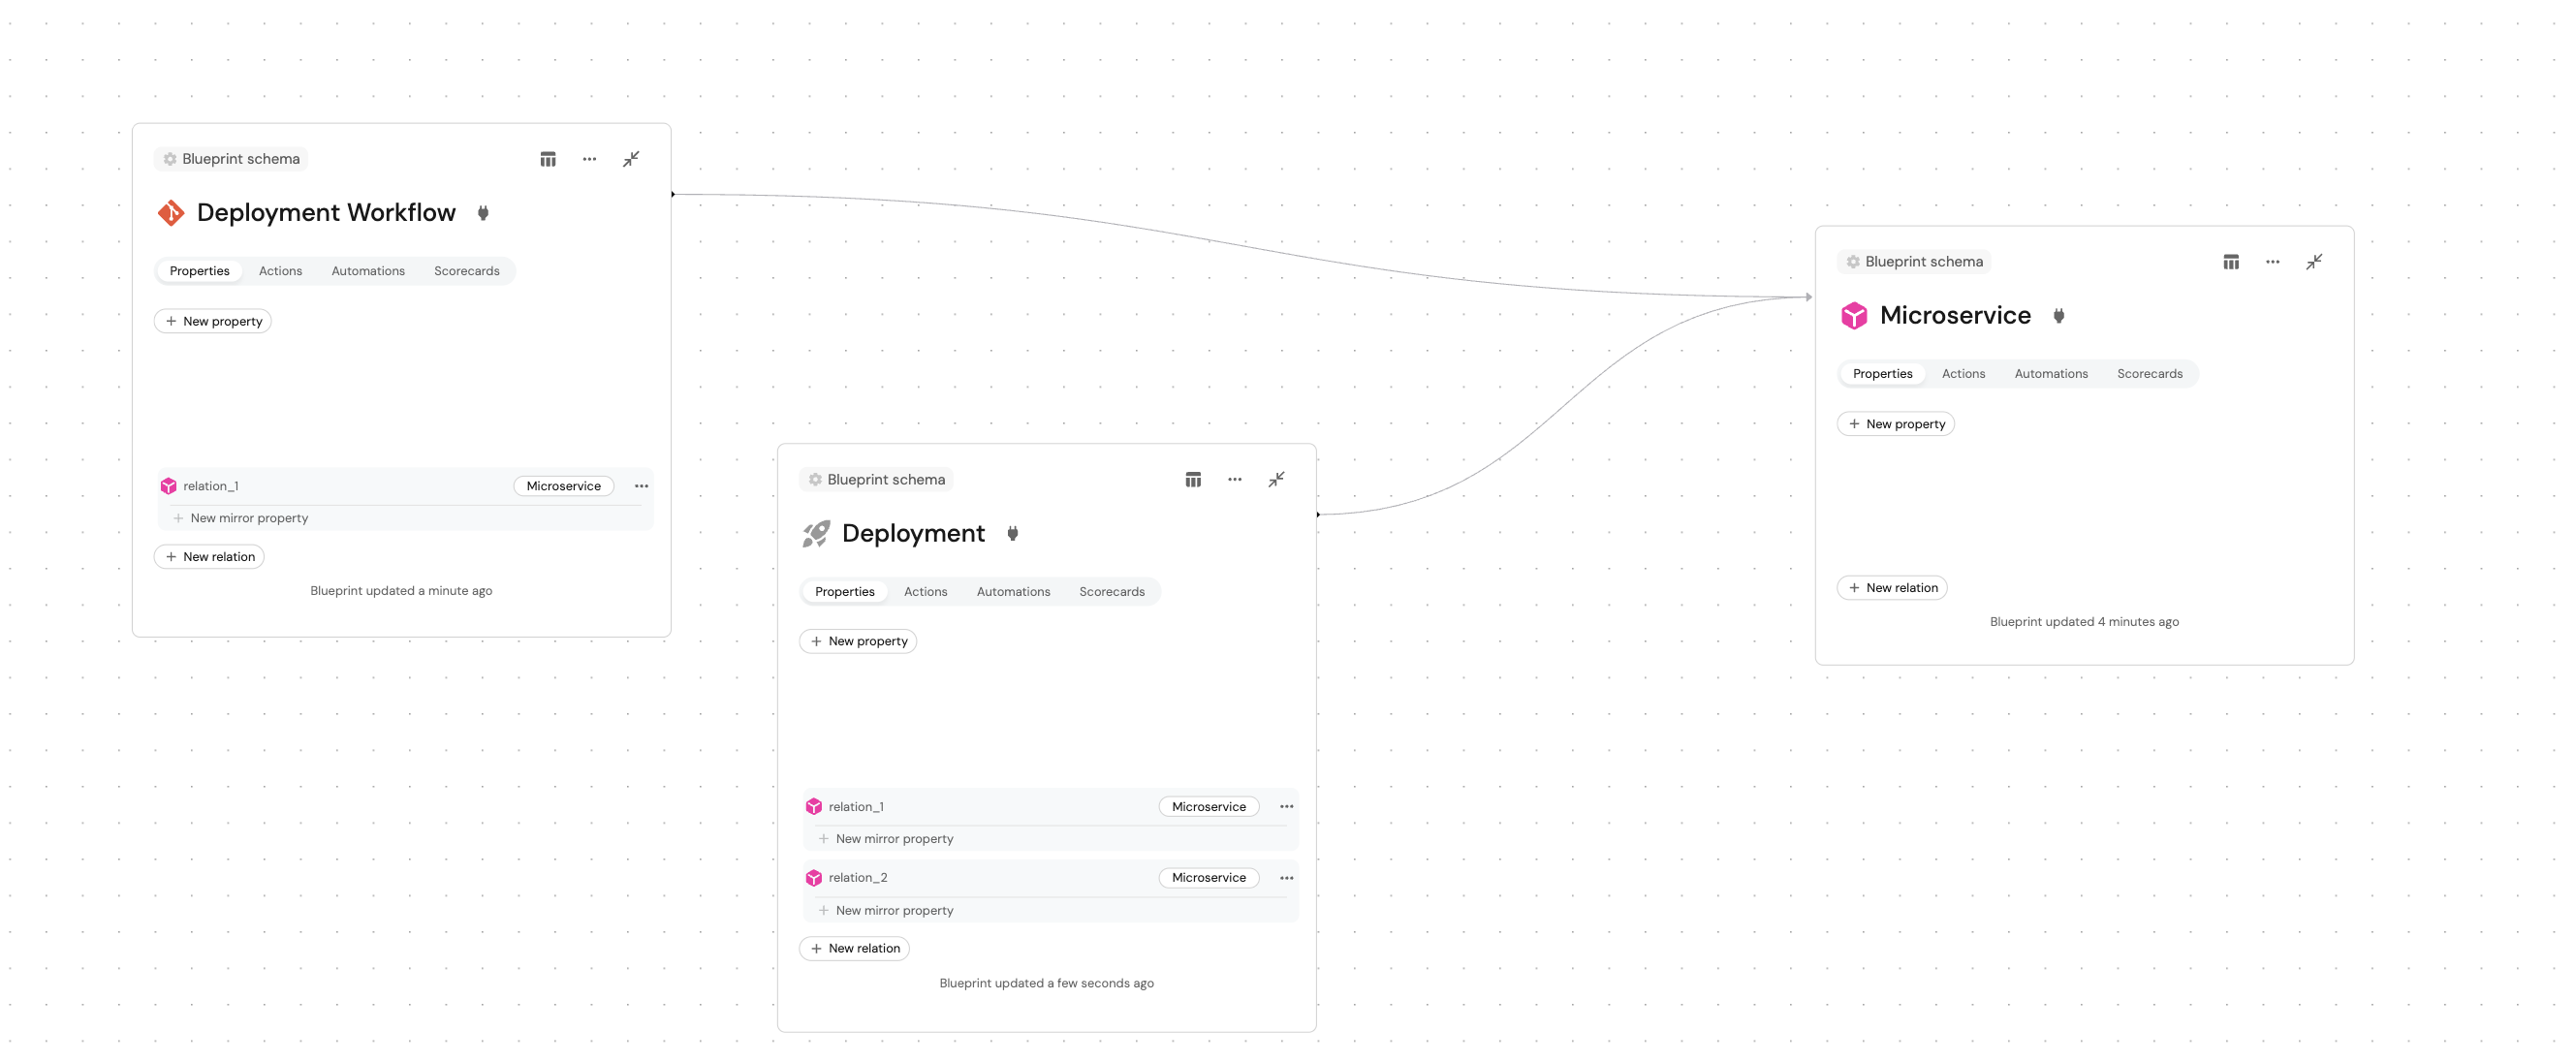 Blueprint schema
Deployment Workflow
Properties Actions Automations Scorecards
+ New property
relation_1 Microservice
+ New mirror property
+ New relation
Blueprint updated a minute ago
Blueprint schema
Deployment
Properties Actions Automations Scorecards
+ New property
relation_1 Microservice
+ New mirror property
relation_2 Microservice
+ New mirror property
+ New relation
Blueprint updated a few seconds ago
Blueprint schema
Microservice
Properties Actions Automations Scorecards
+ New property
+ New relation
Blueprint updated 4 minutes ago